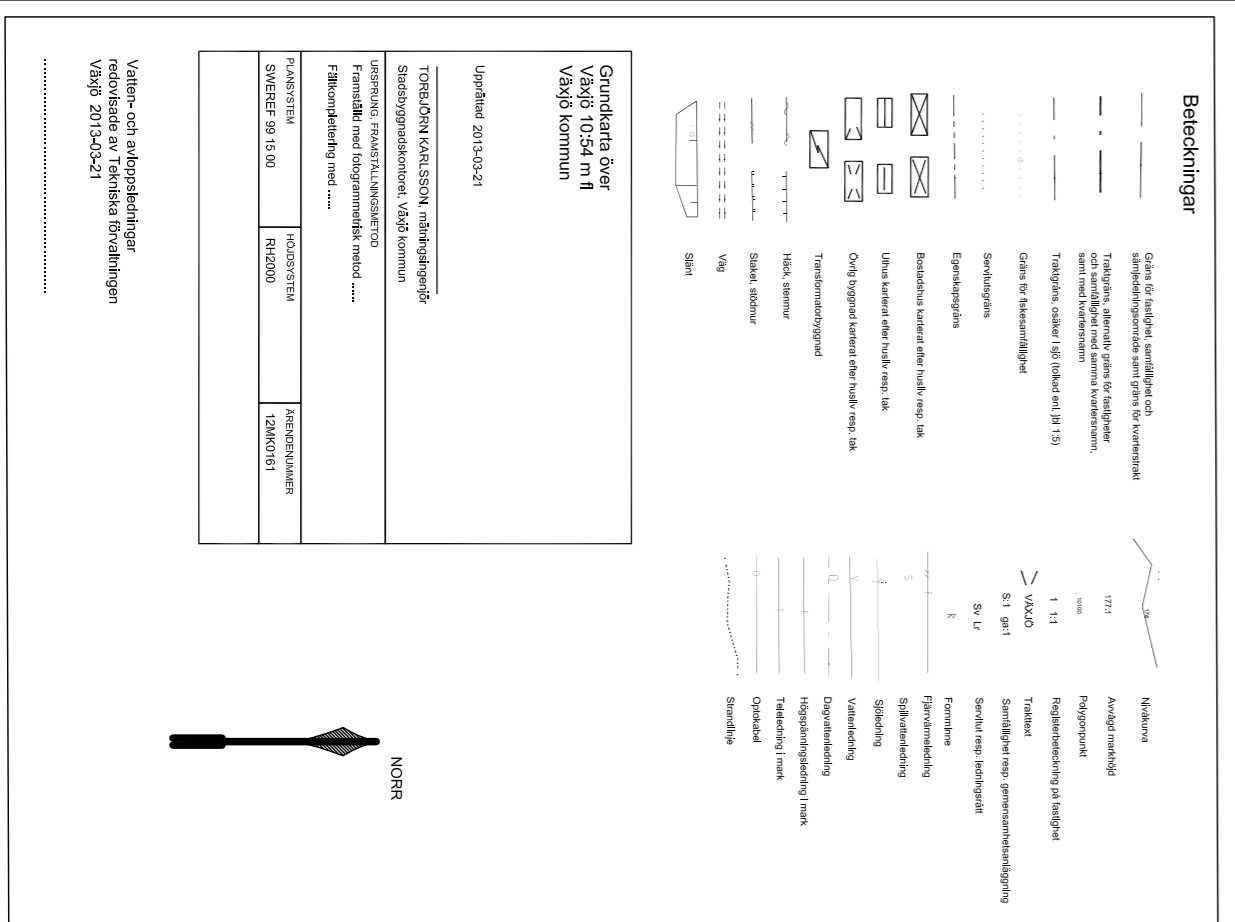 Beteckningar
Gräns för fastighet, samfällighet och
sämjedelningsområde samt gräns för kvarterstrakt
Traktgräns, alternativ gräns för fastigheter
och samfällighet med samma kvartersnamn,
samt med kvartersnamn
Traktgräns, osäker i sjö (tolkad enl. jbl 1:5)
Gräns för fiskesamfällighet
Servitutsgräns
Egenskapsgräns
Bostadshus karterat efter husliv resp. tak
Uthus karterat efter husliv resp. tak
Övrig byggnad karterat efter husliv resp. tak
Transformatorbyggnad
Häck, stenmur
Staket, stödmur
Väg
Slänt
174 Nivåkurva
177.1 Avvägd markhöjd
10100 Polygonpunkt
1 1:1 Registerbeteckning på fastighet
VÄXJÖ Trakttext
S:1 ga:1 Samfällighet resp. gemensamhetsanläggning
Sv Lr Servitut resp. ledningsrätt
R Fornminne
F Fjärrvärmeledning
S Spillvattenledning
Sjöledning
V Vattenledning
D Dagvattenledning
E Högspänningsledning i mark
T Teleledning i mark
O Optokabel
Strandlinje
Grundkarta över
Växjö 10:54 m fl
Växjö kommun
Upprättad 2013-03-21
TORBJÖRN KARLSSON, mätningsingenjör
Stadsbyggnadskontoret, Växjö kommun
URSPRUNG, FRAMSTÄLLNINGSMETOD
Framställd med fotogrammetrisk metod ......
Fältkomplettering med ......
PLANSYSTEM HÖJDSYSTEM ÄRENDENUMMER
SWEREF 99 15 00 RH2000 12MK0161
NORR
Vatten- och avloppsledningar
redovisade av Tekniska förvaltningen
Växjö 2013-03-21